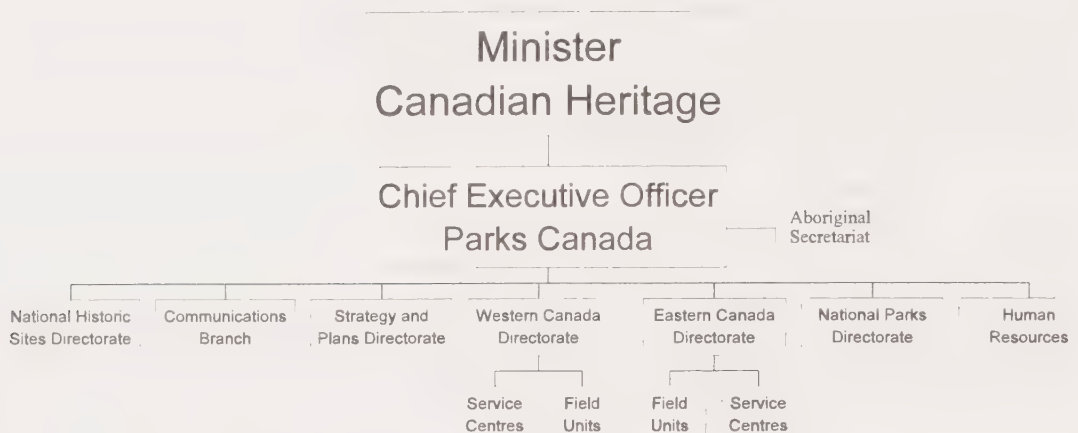 Minister
Canadian Heritage
Chief Executive Officer
Parks Canada
Aboriginal
Secretariat
National Historic
Sites Directorate
Communications
Branch
Strategy and
Plans Directorate
Western Canada
Directorate
Eastern Canada
Directorate
National Parks
Directorate
Human
Resources
Service
Centres
Field
Units
Field
Units
Service
Centres